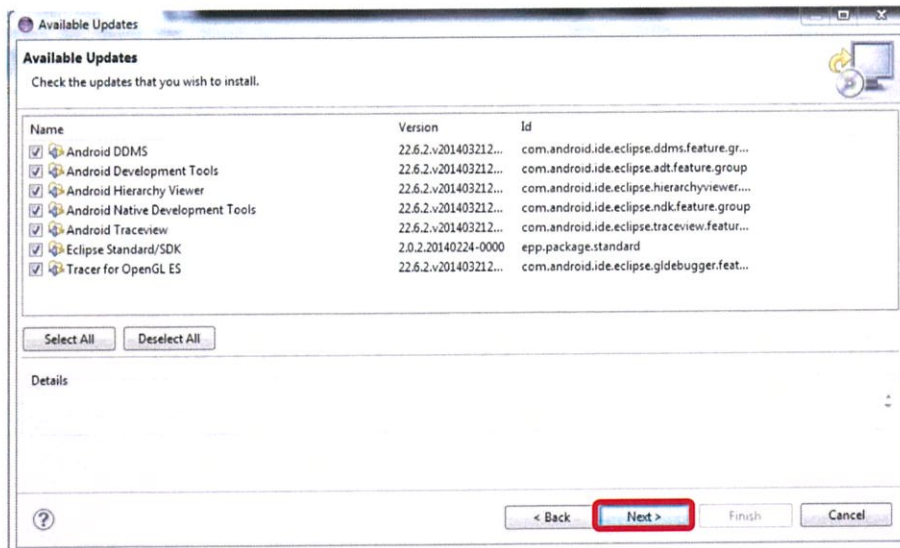 Available Updates
Available Updates
Check the updates that you wish to install.
Name Version Id
Android DDMS 22.6.2.v201403212... com.android.ide.eclipse.ddms.feature.gr...
Android Development Tools 22.6.2.v201403212... com.android.ide.eclipse.adt.feature.group
Android Hierarchy Viewer 22.6.2.v201403212... com.android.ide.eclipse.hierarchyviewer....
Android Native Development Tools 22.6.2.v201403212... com.android.ide.eclipse.ndk.feature.group
Android Traceview 22.6.2.v201403212... com.android.ide.eclipse.traceview.featur...
Eclipse Standard/SDK 2.0.2.20140224-0000 epp.package.standard
Tracer for OpenGL ES 22.6.2.v201403212... com.android.ide.eclipse.gldebugger.feat...
Select All Deselect All
Details
? < Back Next > Finish Cancel